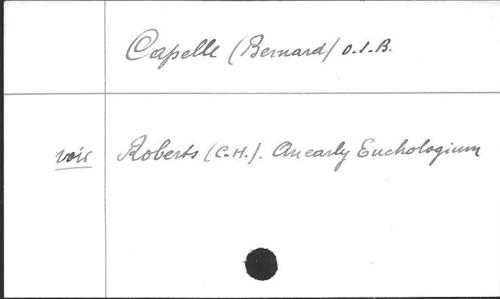 Capelle (Bernard) O.S.B.
voir Roberts (C.H.). An early Euchologium